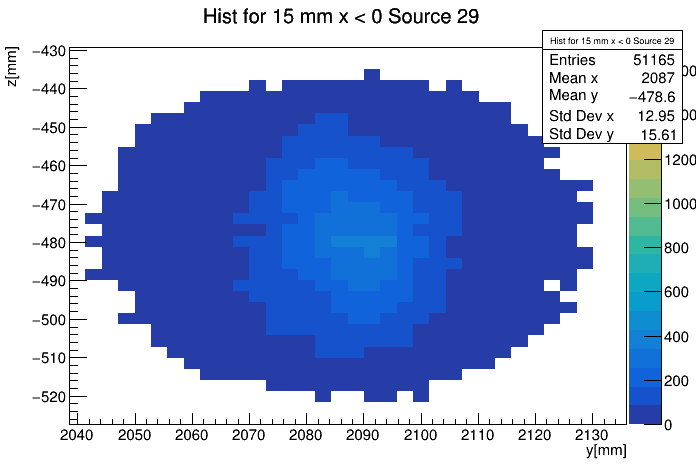 Hist for 15 mm x < 0 Source 29
z[mm]
Hist for 15 mm x < 0 Source 29
Entries 51165
Mean x 2087
Mean y −478.6
Std Dev x 12.95
Std Dev y 15.61
−430
−440
−450
−460
−470
−480
−490
−500
−510
−520
2040 2050 2060 2070 2080 2090 2100 2110 2120 2130
y[mm]
1200
1000
800
600
400
200
0